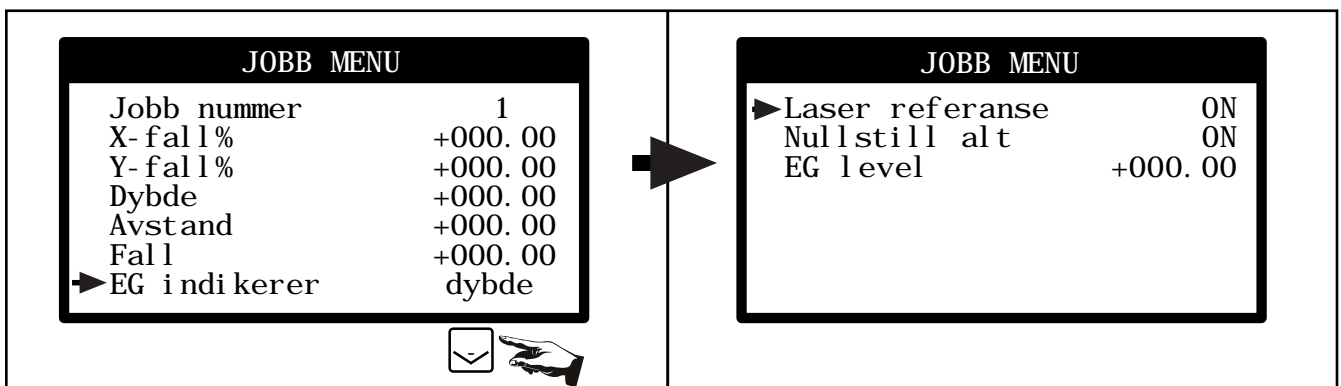 JOBB MENU
Jobb nummer 1
X-fall% +000.00
Y-fall% +000.00
Dybde +000.00
Avstand +000.00
Fall +000.00
EG indikerer dybde
JOBB MENU
Laser referanse ON
Nullstill alt ON
EG level +000.00